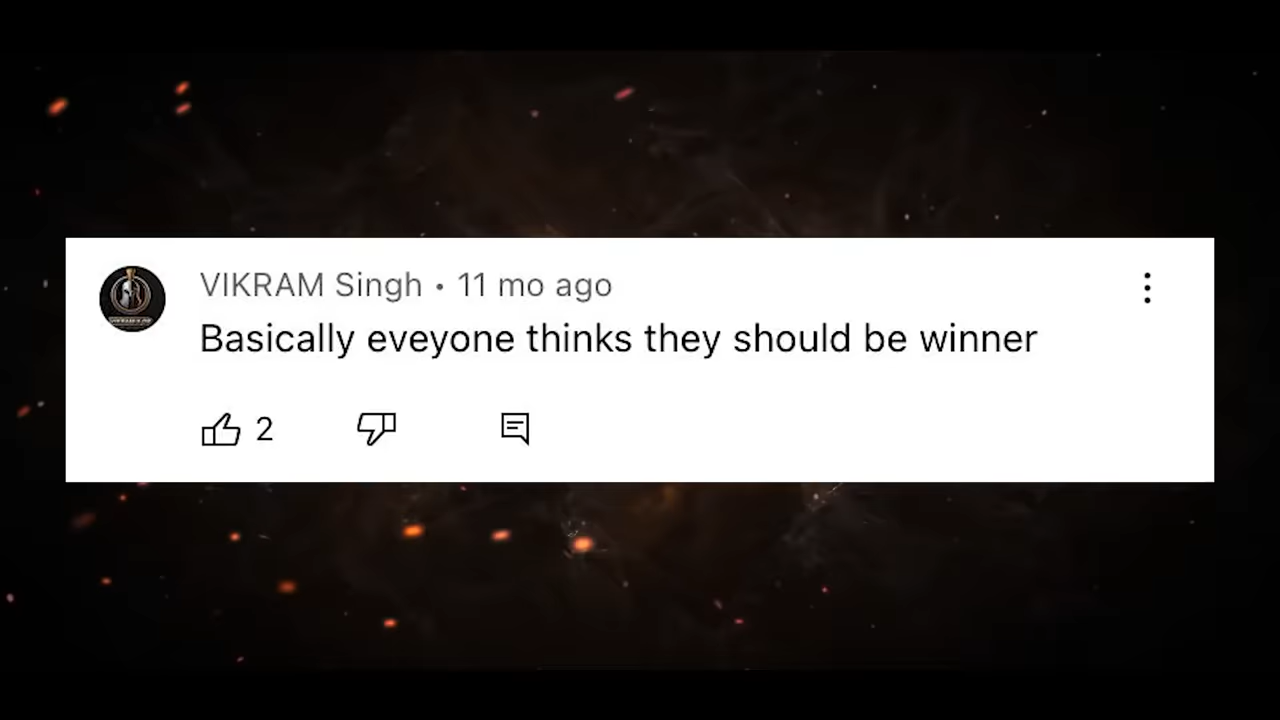 VIKRAM Singh • 11 mo ago
Basically eveyone thinks they should be winner
2